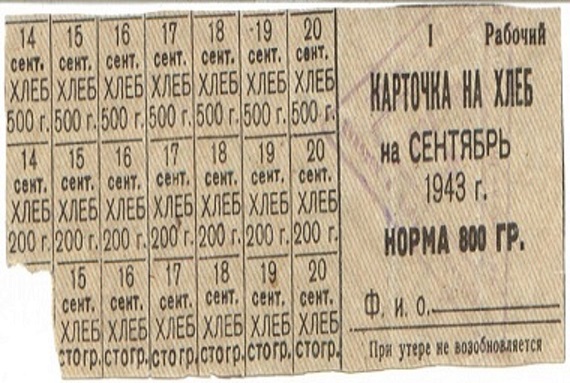 14 15 16 17 18 19 20
сент. сент. сент. сент. сент. сент. сент.
ХЛЕБ ХЛЕБ ХЛЕБ ХЛЕБ ХЛЕБ ХЛЕБ ХЛЕБ
500 г. 500 г. 500 г. 500 г. 500 г. 500 г. 500 г.
14 15 16 17 18 19 20
сент. сент. сент. сент. сент. сент. сент.
ХЛЕБ ХЛЕБ ХЛЕБ ХЛЕБ ХЛЕБ ХЛЕБ ХЛЕБ
200 г. 200 г. 200 г. 200 г. 200 г. 200 г. 200 г.
15 16 17 18 19 20
сент. сент. сент. сент. сент. сент.
ХЛЕБ ХЛЕБ ХЛЕБ ХЛЕБ ХЛЕБ ХЛЕБ
стогр. стогр. стогр. стогр. стогр. стогр.
I Рабочий
КАРТОЧКА НА ХЛЕБ
на СЕНТЯБРЬ
1943 г.
НОРМА 800 ГР.
Ф. и о.
При утере не возобновляется